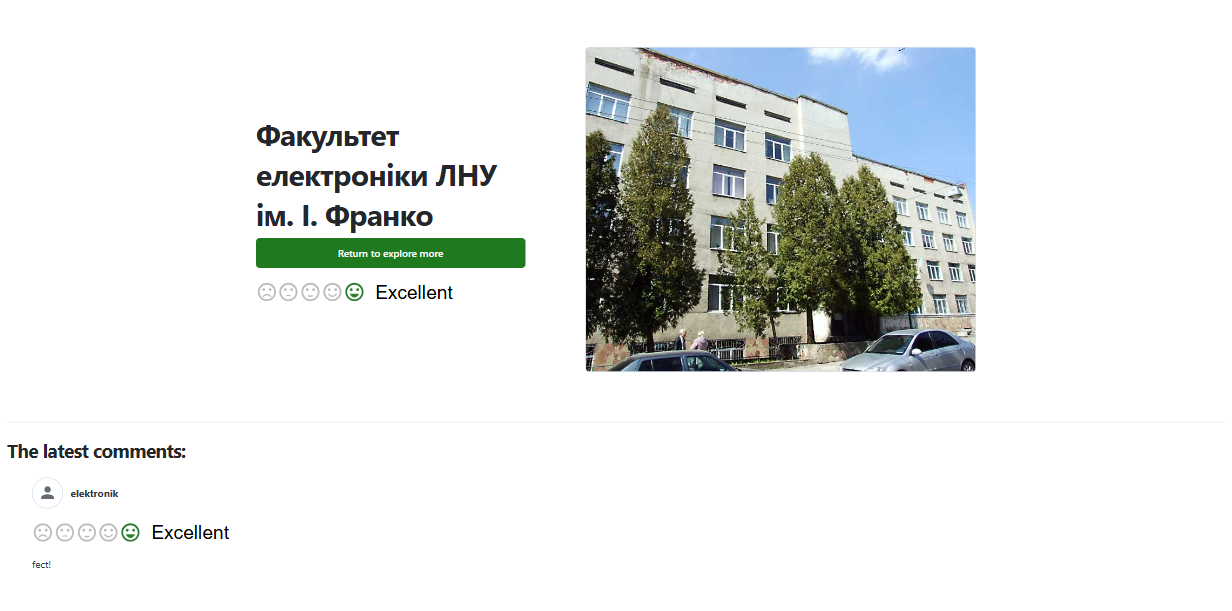 Факультет
електроніки ЛНУ
ім. І. Франко
Return to explore more
Excellent
The latest comments:
elektronik
Excellent
fect!